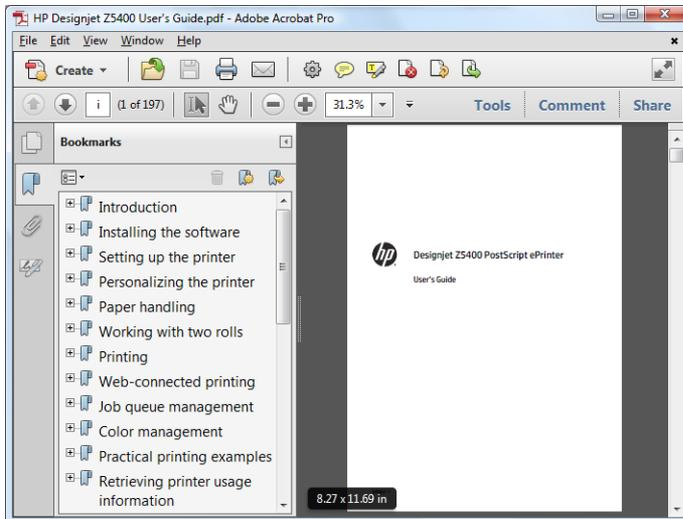 HP Designjet Z5400 User's Guide.pdf - Adobe Acrobat Pro
File Edit View Window Help
Create
i (1 of 197) 31.3% Tools Comment Share
Bookmarks
Introduction
Installing the software
Setting up the printer
Personalizing the printer
Paper handling
Working with two rolls
Printing
Web-connected printing
Job queue management
Color management
Practical printing examples
Retrieving printer usage
information
hp
Designjet Z5400 PostScript ePrinter
User's Guide
8.27 x 11.69 in